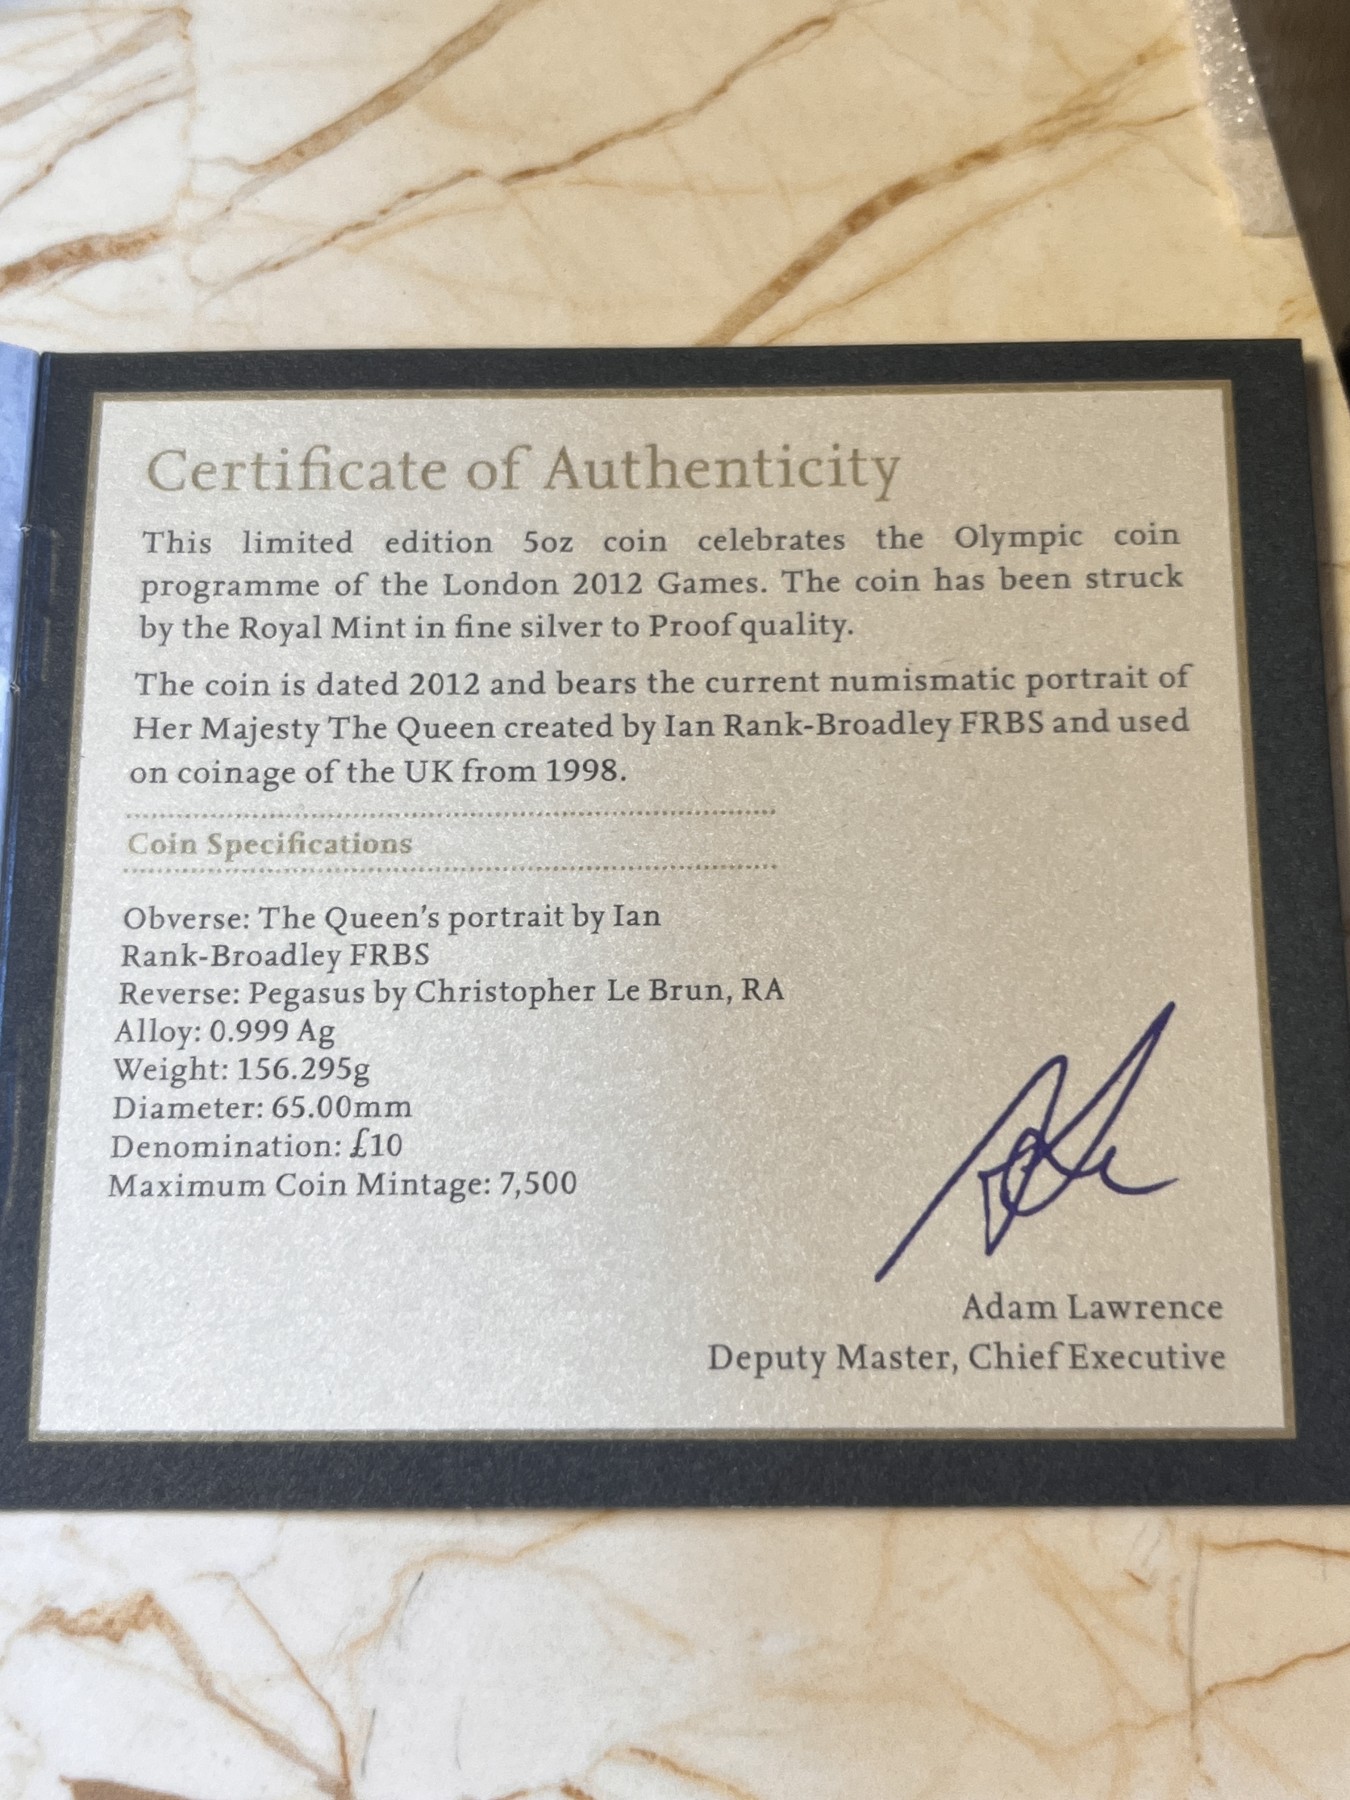 Certificate of Authenticity
This limited edition 5oz coin celebrates the Olympic coin
programme of the London 2012 Games. The coin has been struck
by the Royal Mint in fine silver to Proof quality.
The coin is dated 2012 and bears the current numismatic portrait of
Her Majesty The Queen created by Ian Rank-Broadley FRBS and used
on coinage of the UK from 1998.
Coin Specifications
Obverse: The Queen's portrait by Ian
Rank-Broadley FRBS
Reverse: Pegasus by Christopher Le Brun, RA
Alloy: 0.999 Ag
Weight: 156.295g
Diameter: 65.00mm
Denomination: £10
Maximum Coin Mintage: 7,500
Adam Lawrence
Deputy Master, Chief Executive